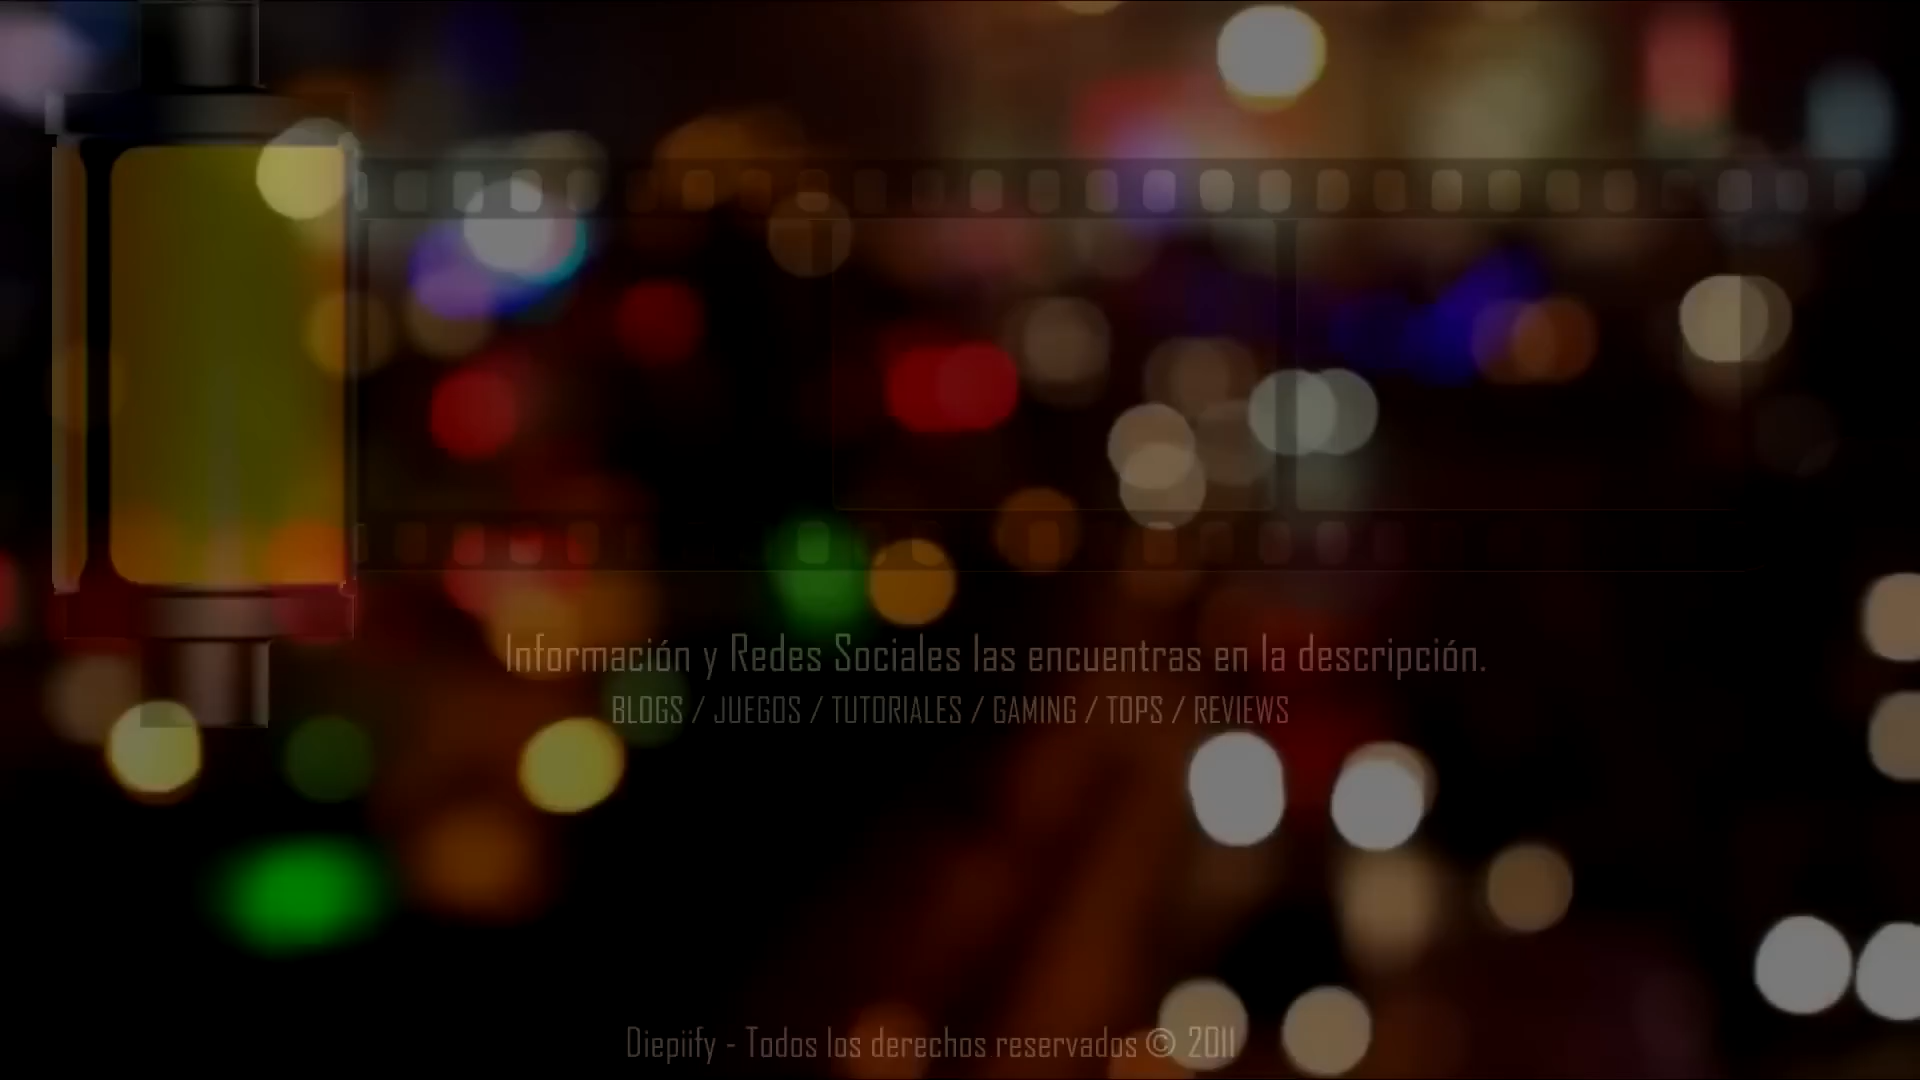 Información y Redes Sociales las encuentras en la descripción.
BLOGS / JUEGOS / TUTORIALES / GAMING / TOPS / REVIEWS
Diepiify - Todos los derechos reservados © 2011